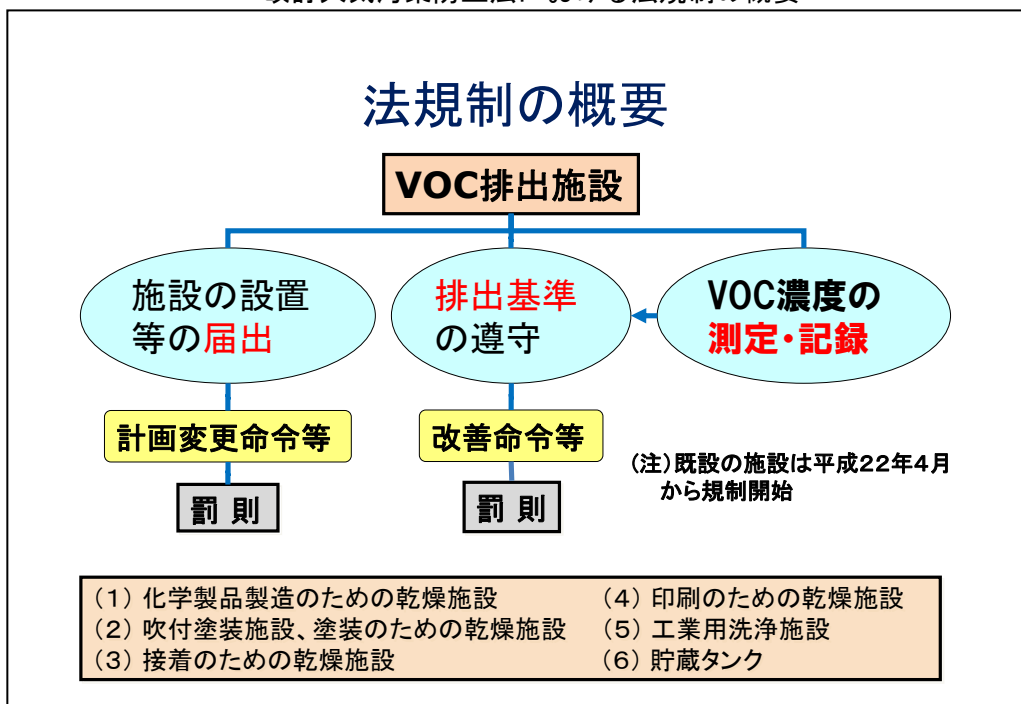 法規制の概要
VOC排出施設
施設の設置
等の届出
排出基準
の遵守
VOC濃度の
測定・記録
計画変更命令等
改善命令等
(注)既設の施設は平成22年4月
から規制開始
罰 則
罰 則
(1) 化学製品製造のための乾燥施設
(2) 吹付塗装施設、塗装のための乾燥施設
(3) 接着のための乾燥施設
(4) 印刷のための乾燥施設
(5) 工業用洗浄施設
(6) 貯蔵タンク